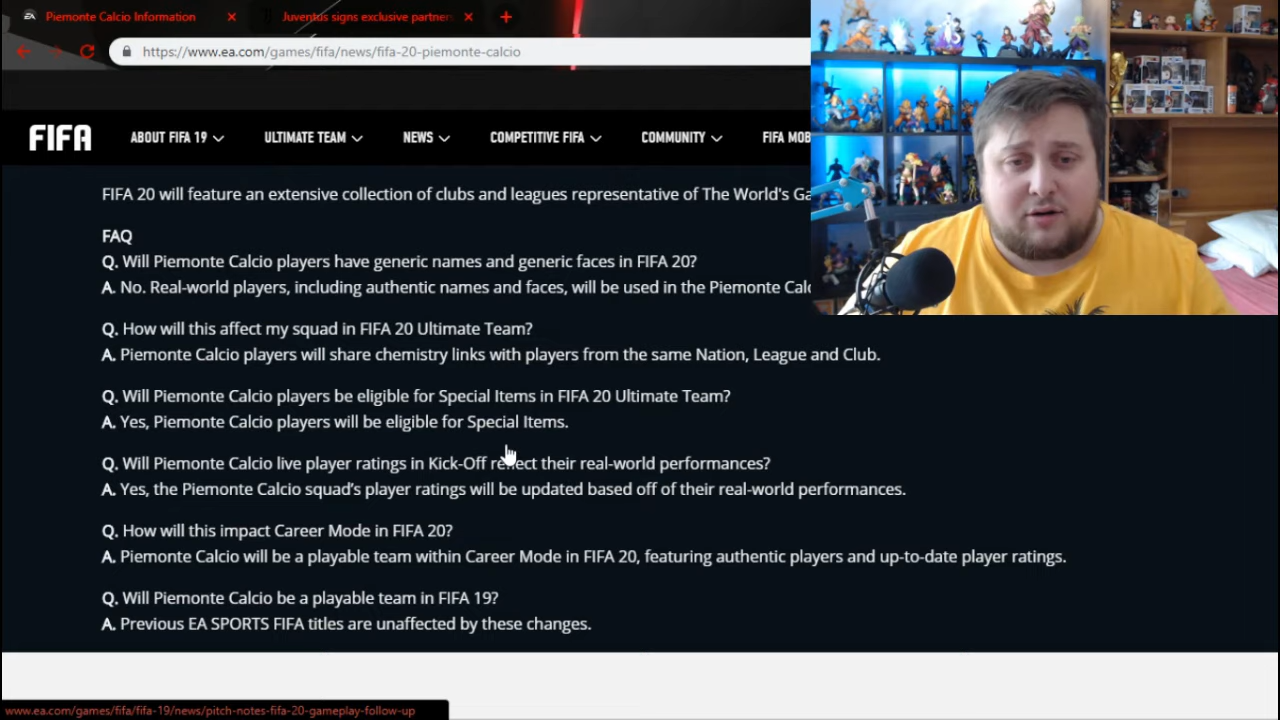 Piemonte Calcio Information
Juventus signs exclusive partner
https://www.ea.com/games/fifa/news/fifa-20-piemonte-calcio
FIFA ABOUT FIFA 19 ULTIMATE TEAM NEWS COMPETITIVE FIFA COMMUNITY FIFA MOB
FIFA 20 will feature an extensive collection of clubs and leagues representative of The World's Ga
FAQ
Q. Will Piemonte Calcio players have generic names and generic faces in FIFA 20?
A. No. Real-world players, including authentic names and faces, will be used in the Piemonte Calc
Q. How will this affect my squad in FIFA 20 Ultimate Team?
A. Piemonte Calcio players will share chemistry links with players from the same Nation, League and Club.
Q. Will Piemonte Calcio players be eligible for Special Items in FIFA 20 Ultimate Team?
A. Yes, Piemonte Calcio players will be eligible for Special Items.
Q. Will Piemonte Calcio live player ratings in Kick-Off reflect their real-world performances?
A. Yes, the Piemonte Calcio squad's player ratings will be updated based off of their real-world performances.
Q. How will this impact Career Mode in FIFA 20?
A. Piemonte Calcio will be a playable team within Career Mode in FIFA 20, featuring authentic players and up-to-date player ratings.
Q. Will Piemonte Calcio be a playable team in FIFA 19?
A. Previous EA SPORTS FIFA titles are unaffected by these changes.
www.ea.com/games/fifa/fifa-19/news/pitch-notes-fifa-20-gameplay-follow-up